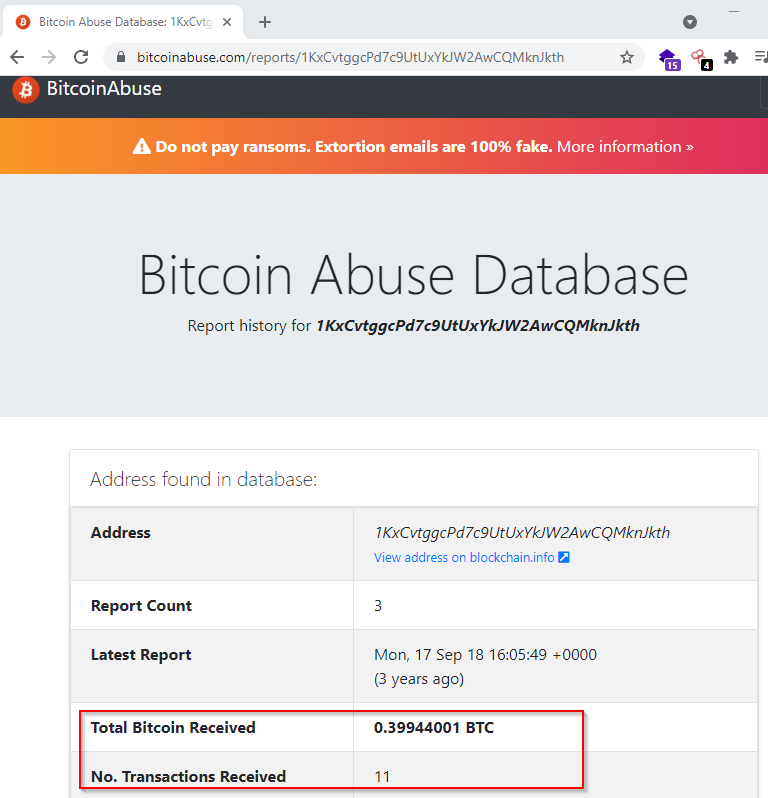 Bitcoin Abuse Database: 1KxCvtg
bitcoinabuse.com/reports/1KxCvtggcPd7c9UtUxYkJW2AwCQMknJkth
15
4
BitcoinAbuse
Do not pay ransoms. Extortion emails are 100% fake. More information »
Bitcoin Abuse Database
Report history for 1KxCvtggcPd7c9UtUxYkJW2AwCQMknJkth
Address found in database:
Address 1KxCvtggcPd7c9UtUxYkJW2AwCQMknJkth
View address on blockchain.info
Report Count 3
Latest Report Mon, 17 Sep 18 16:05:49 +0000
(3 years ago)
Total Bitcoin Received 0.39944001 BTC
No. Transactions Received 11